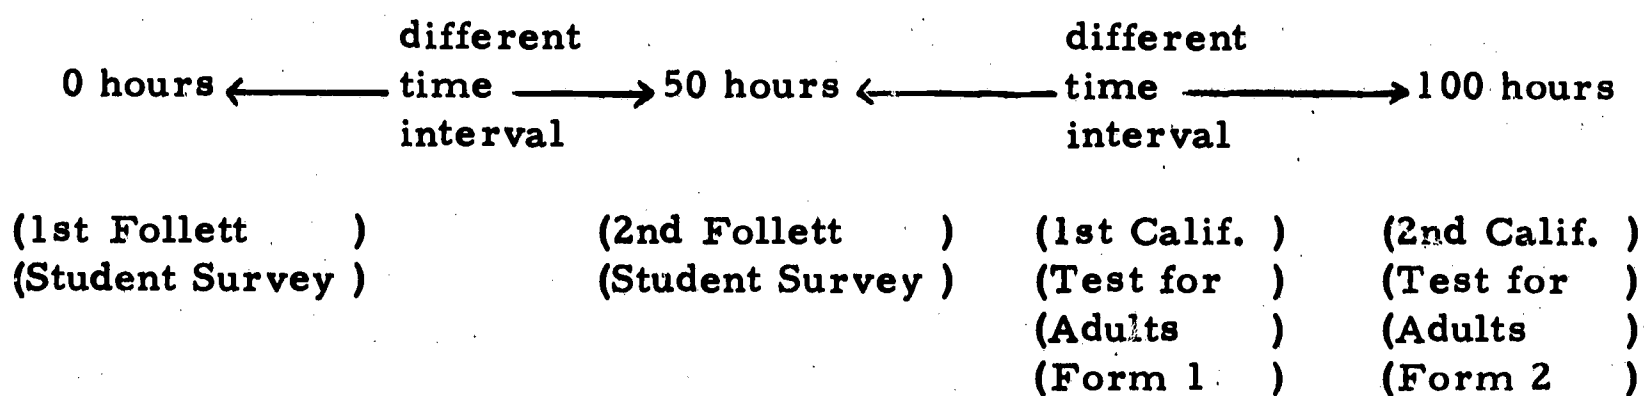 different different
0 hours ←——— time ———→ 50 hours ←——— time ———→ 100 hours
interval interval
(1st Follett ) (2nd Follett ) (1st Calif. ) (2nd Calif. )
(Student Survey ) (Student Survey ) (Test for ) (Test for )
(Adults ) (Adults )
(Form 1 ) (Form 2 )